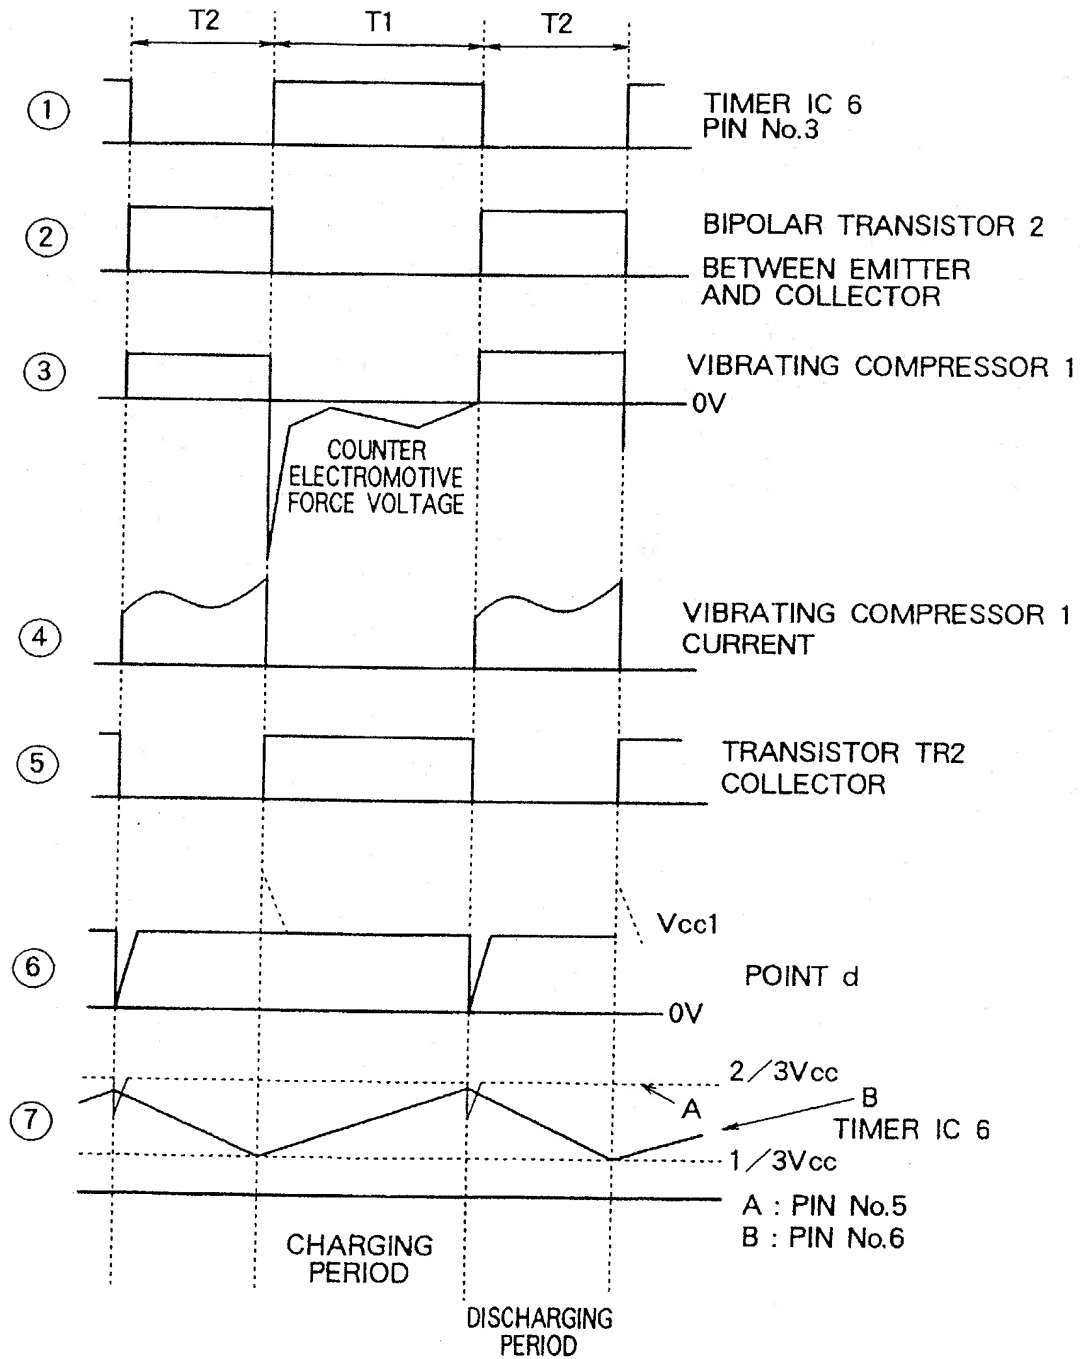 T2 T1 T2
1 TIMER IC 6
PIN No.3
2 BIPOLAR TRANSISTOR 2
BETWEEN EMITTER
AND COLLECTOR
3 VIBRATING COMPRESSOR 1
0V
COUNTER
ELECTROMOTIVE
FORCE VOLTAGE
4 VIBRATING COMPRESSOR 1
CURRENT
5 TRANSISTOR TR2
COLLECTOR
Vcc1
6 POINT d
0V
2/3Vcc
7 A B
TIMER IC 6
1/3Vcc
A : PIN No.5
B : PIN No.6
CHARGING
PERIOD
DISCHARGING
PERIOD